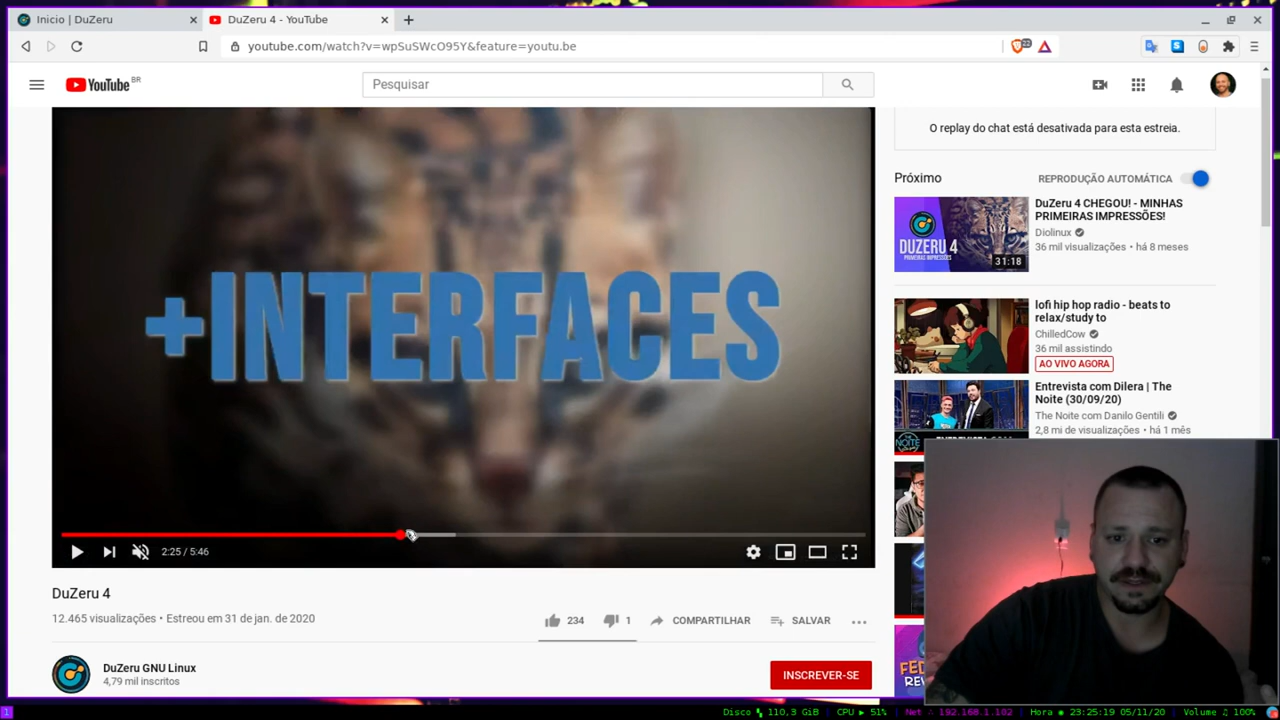 Inicio | DuZeru
DuZeru 4 - YouTube
youtube.com/watch?v=wpSuSWcO95Y&feature=youtu.be
22
YouTube BR
Pesquisar
+ INTERFACES
2:25 / 5:46
DuZeru 4
12.465 visualizações • Estreou em 31 de jan. de 2020
234
1
COMPARTILHAR
SALVAR
DuZeru GNU Linux
4,79 mil inscritos
INSCREVER-SE
O replay do chat está desativada para esta estreia.
Próximo
REPRODUÇÃO AUTOMÁTICA
DUZERU 4
PRIMEIRAS IMPRESSÕES
31:18
DuZeru 4 CHEGOU! - MINHAS
PRIMEIRAS IMPRESSÕES!
Diolinux
36 mil visualizações • há 8 meses
lofi hip hop radio - beats to
relax/study to
ChilledCow
36 mil assistindo
AO VIVO AGORA
Entrevista com Dilera | The
Noite (30/09/20)
The Noite com Danilo Gentili
2,8 mi de visualizações • há 1 mês
1
Disco 110,3 GiB
CPU 51%
Net 192.168.1.102
Hora 23:25:19 05/11/20
Volume ♫ 100%